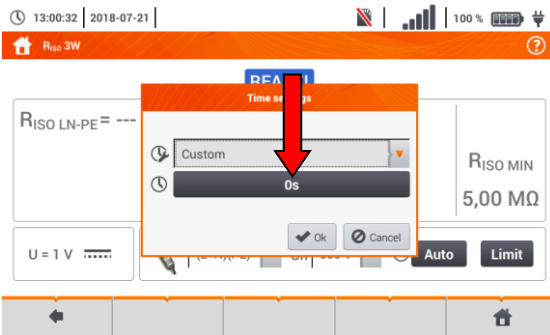 13:00:32 2018-07-21 100 %
RISO 3W
Time settings
RISO LN-PE= ---
Custom
0s
RISO MIN
5,00 MΩ
Ok Cancel
U = 1 V Auto Limit